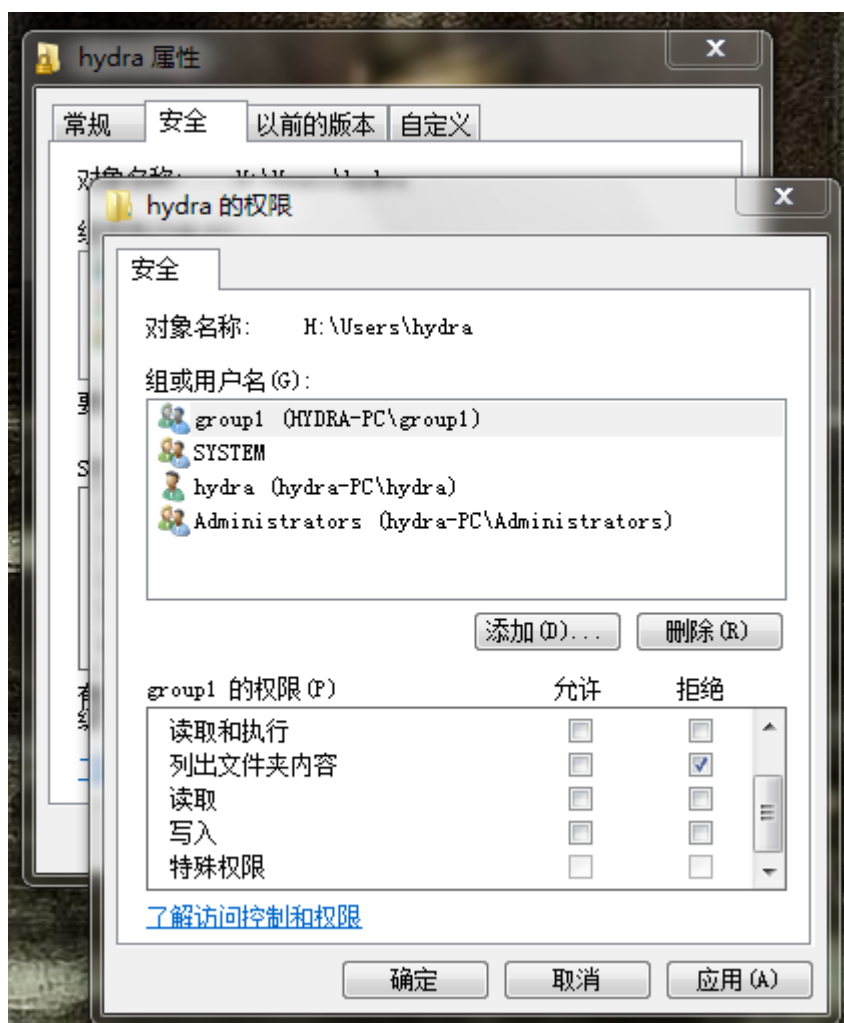 hydra 属性
常规 安全 以前的版本 自定义
hydra 的权限
安全
对象名称: H:\Users\hydra
组或用户名(G):
group1 (HYDRA-PC\group1)
SYSTEM
hydra (hydra-PC\hydra)
Administrators (hydra-PC\Administrators)
添加(D)... 删除(R)
group1 的权限(P) 允许 拒绝
读取和执行
列出文件夹内容
读取
写入
特殊权限
了解访问控制和权限
确定 取消 应用(A)